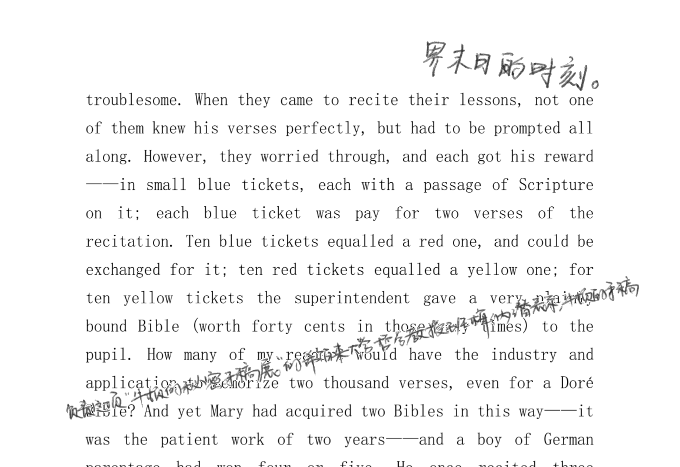 界末日的时刻。
troublesome. When they came to recite their lessons, not one
of them knew his verses perfectly, but had to be prompted all
along. However, they worried through, and each got his reward
——in small blue tickets, each with a passage of Scripture
on it; each blue ticket was pay for two verses of the
recitation. Ten blue tickets equalled a red one, and could be
exchanged for it; ten red tickets equalled a yellow one; for
ten yellow tickets the superintendent gave a very plainly
bound Bible (worth forty cents in those easy times) to the
pupil. How many of my readers would have the industry and
application to memorize two thousand verses, even for a Doré
Bible? And yet Mary had acquired two Bibles in this way——it
was the patient work of two years——and a boy of German
parentage had won four or five. He once recited three